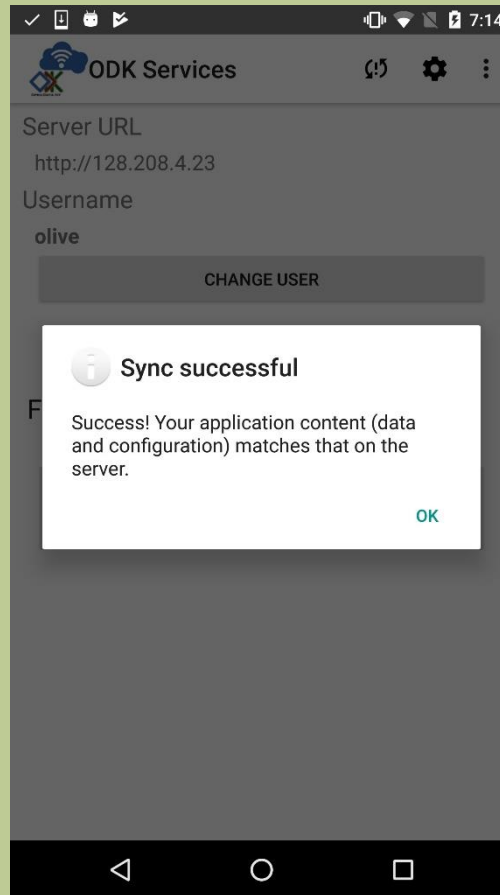 7:14
ODK Services
Server URL
http://128.208.4.23
Username
olive
CHANGE USER
Sync successful
F
Success! Your application content (data
and configuration) matches that on the
server.
OK